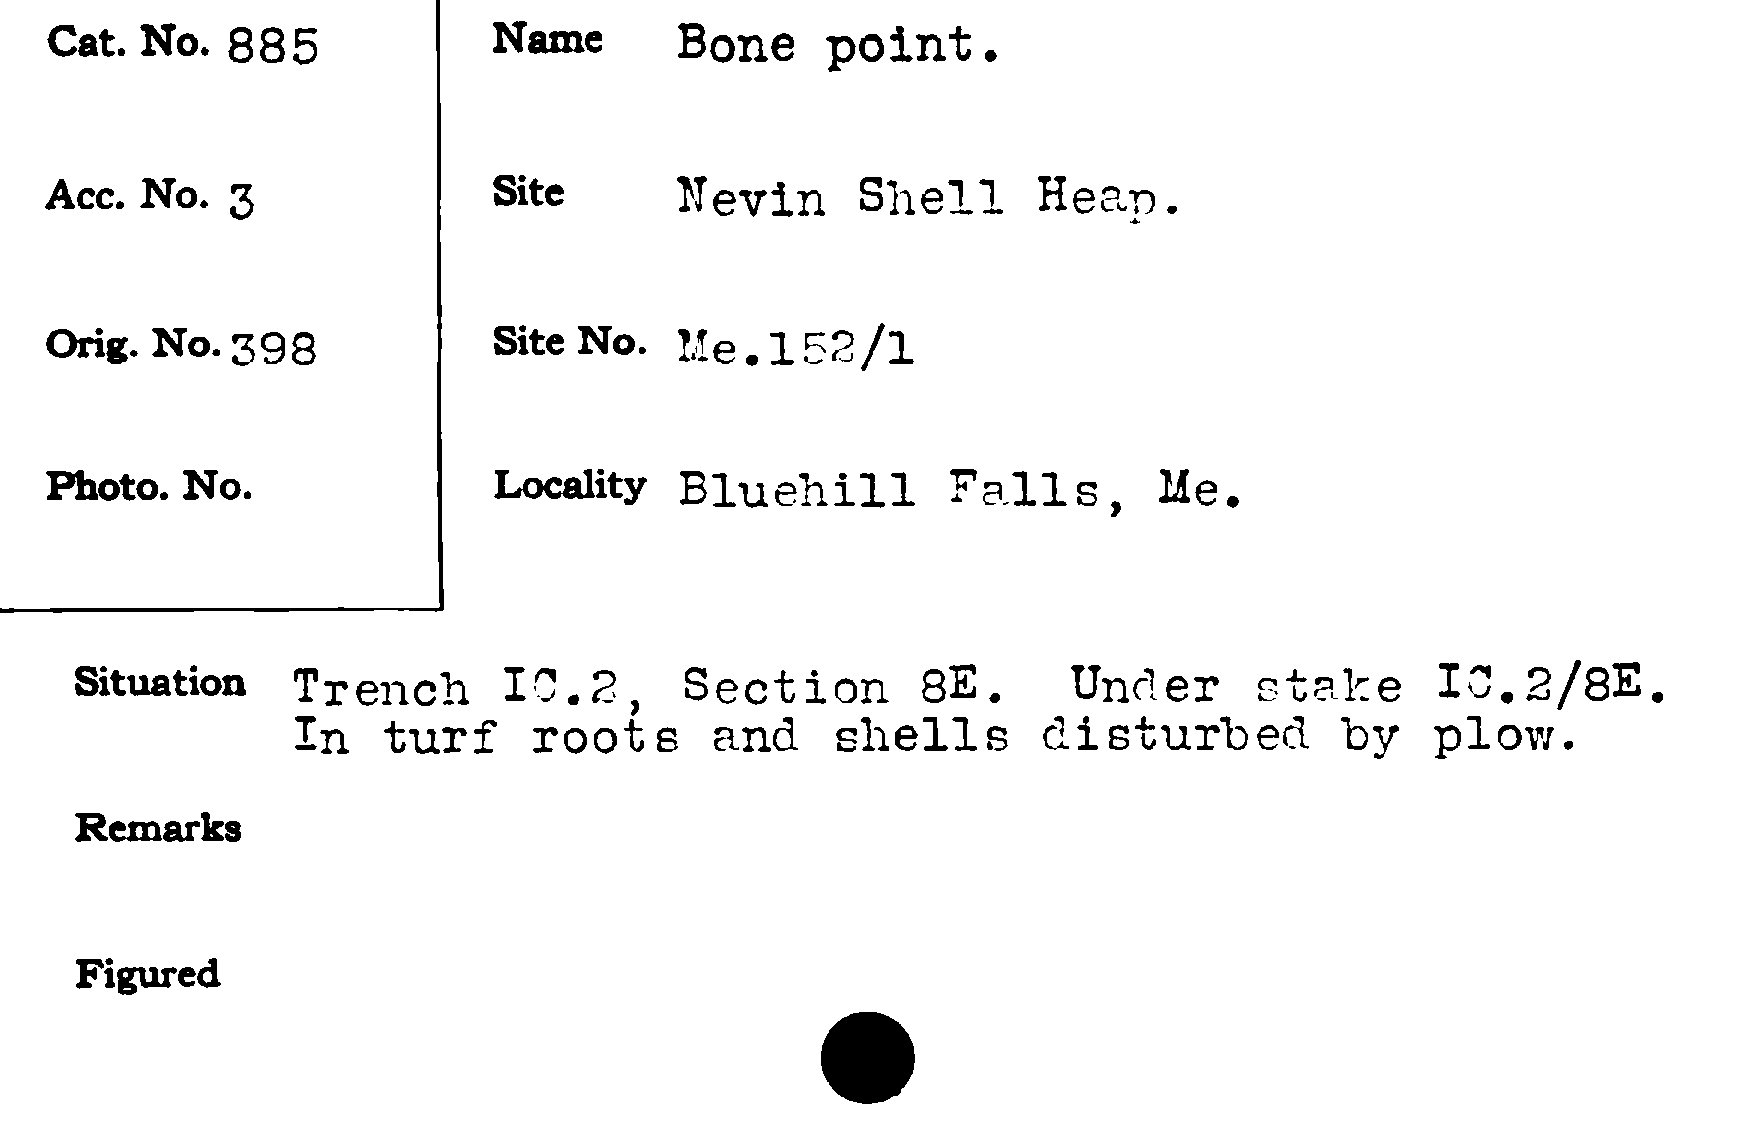 Cat. No. 885
Name Bone point.
Acc. No. 3
Site Nevin Shell Heap.
Orig. No. 398
Site No. Me.152/1
Photo. No.
Locality Bluehill Falls, Me.
Situation Trench IC.2, Section 8E. Under stake IC.2/8E.
In turf roots and shells disturbed by plow.
Remarks
Figured